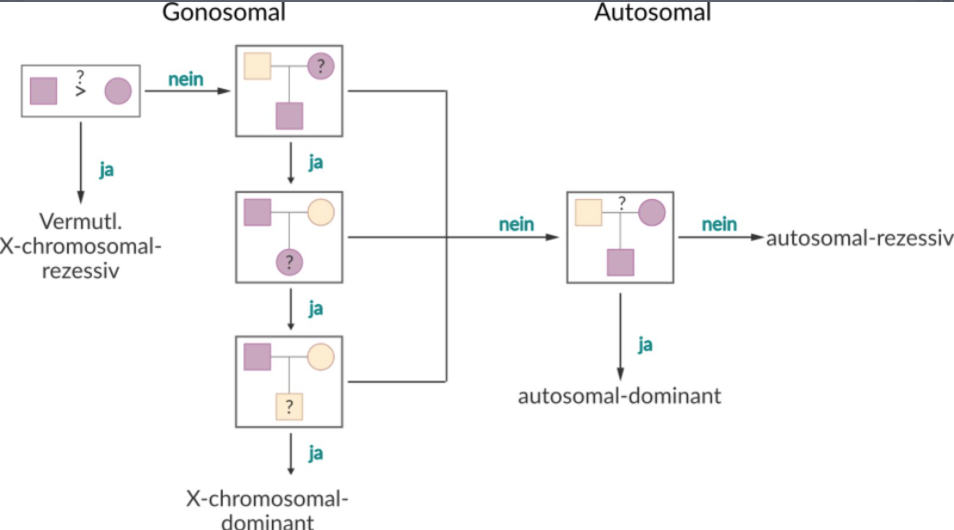 Gonosomal
Autosomal
?
>
nein
?
ja
ja
Vermutl.
X-chromosomal-
rezessiv
?
nein
?
nein
autosomal-rezessiv
ja
ja
autosomal-dominant
?
ja
X-chromosomal-
dominant